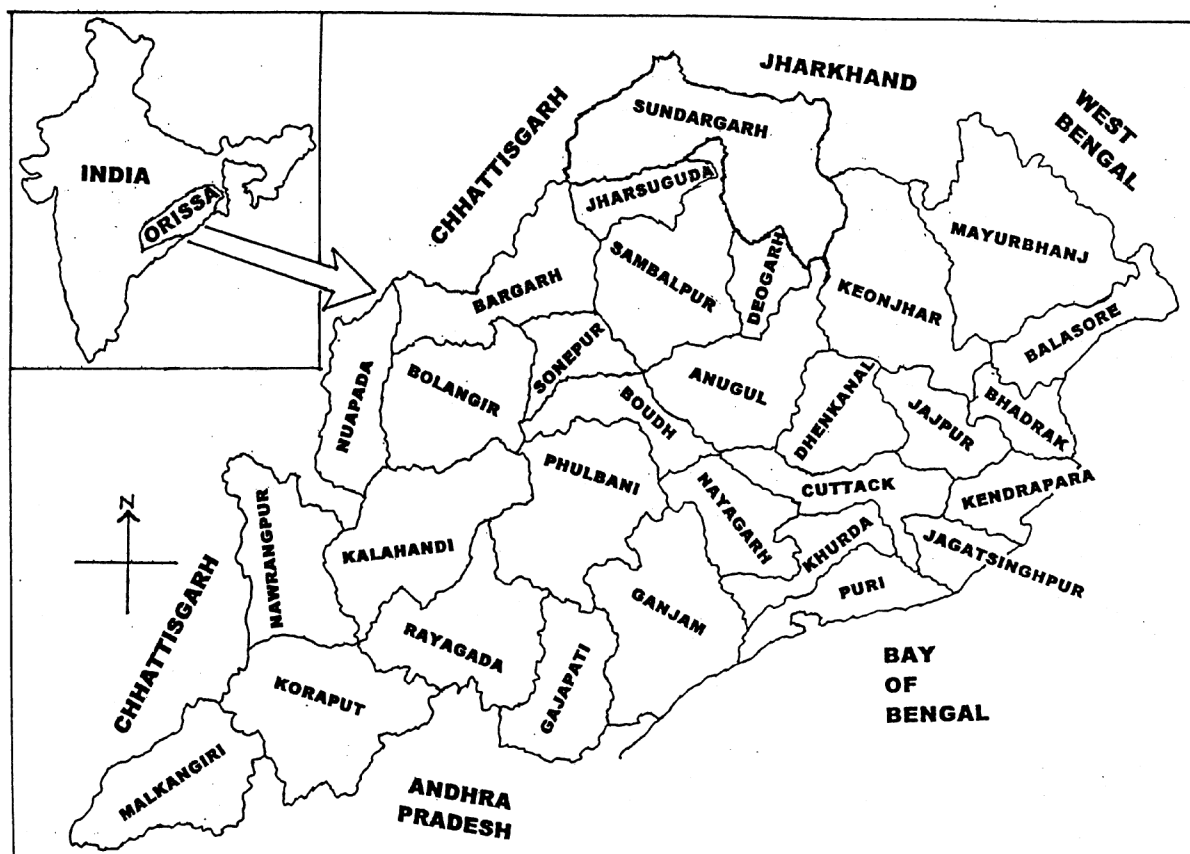 JHARKHAND
WEST
BENGAL
CHHATTISGARH
SUNDARGARH
INDIA
ORISSA
JHARSUGUDA
MAYURBHANJ
SAMBALPUR
DEOGARH
KEONJHAR
BARGARH
BALASORE
NUAPADA
BOLANGIR
SONEPUR
ANUGUL
DHENKANAL
JAJPUR
BHADRAK
BOUDH
PHULBANI
CUTTACK
KENDRAPARA
NAWRANGPUR
KALAHANDI
NAYAGARH
KHURDA
JAGATSINGHPUR
N
PURI
GANJAM
RAYAGADA
CHHATTISGARH
KORAPUT
GAJAPATI
BAY
OF
BENGAL
MALKANGIRI
ANDHRA
PRADESH